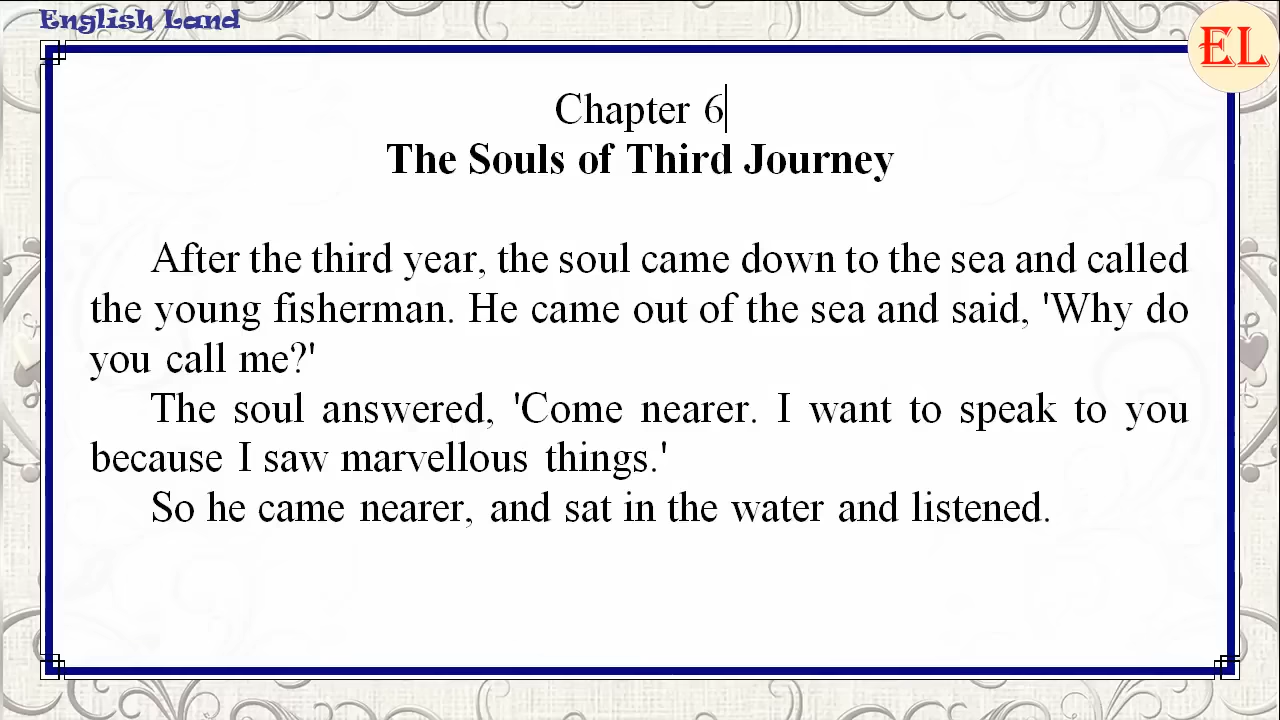 English Land
EL
Chapter 6
The Souls of Third Journey
After the third year, the soul came down to the sea and called
the young fisherman. He came out of the sea and said, 'Why do
you call me?'
The soul answered, 'Come nearer. I want to speak to you
because I saw marvellous things.'
So he came nearer, and sat in the water and listened.